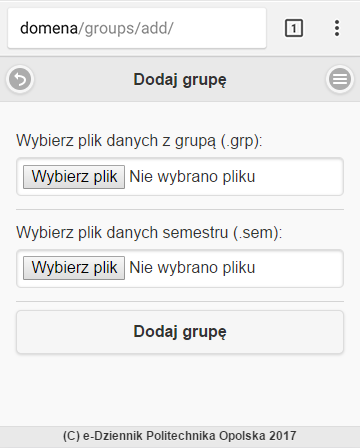 domena/groups/add/
1
Dodaj grupę
Wybierz plik danych z grupą (.grp):
Wybierz plik Nie wybrano pliku
Wybierz plik danych semestru (.sem):
Wybierz plik Nie wybrano pliku
Dodaj grupę
(C) e-Dziennik Politechnika Opolska 2017